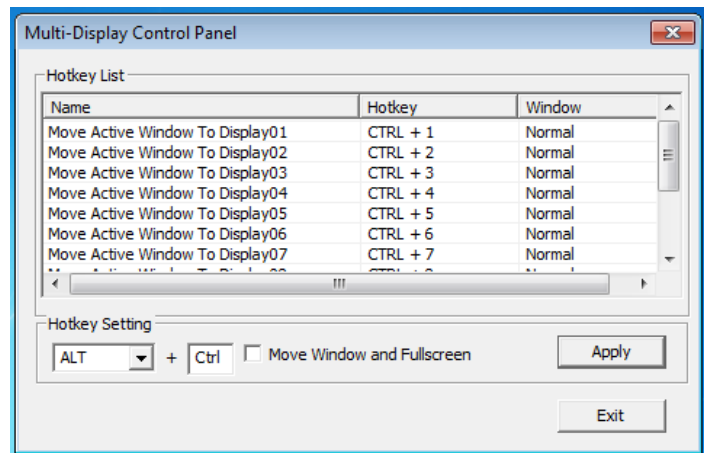 Multi-Display Control Panel
Hotkey List
Name Hotkey Window
Move Active Window To Display01 CTRL + 1 Normal
Move Active Window To Display02 CTRL + 2 Normal
Move Active Window To Display03 CTRL + 3 Normal
Move Active Window To Display04 CTRL + 4 Normal
Move Active Window To Display05 CTRL + 5 Normal
Move Active Window To Display06 CTRL + 6 Normal
Move Active Window To Display07 CTRL + 7 Normal
Hotkey Setting
ALT + Ctrl Move Window and Fullscreen Apply
Exit